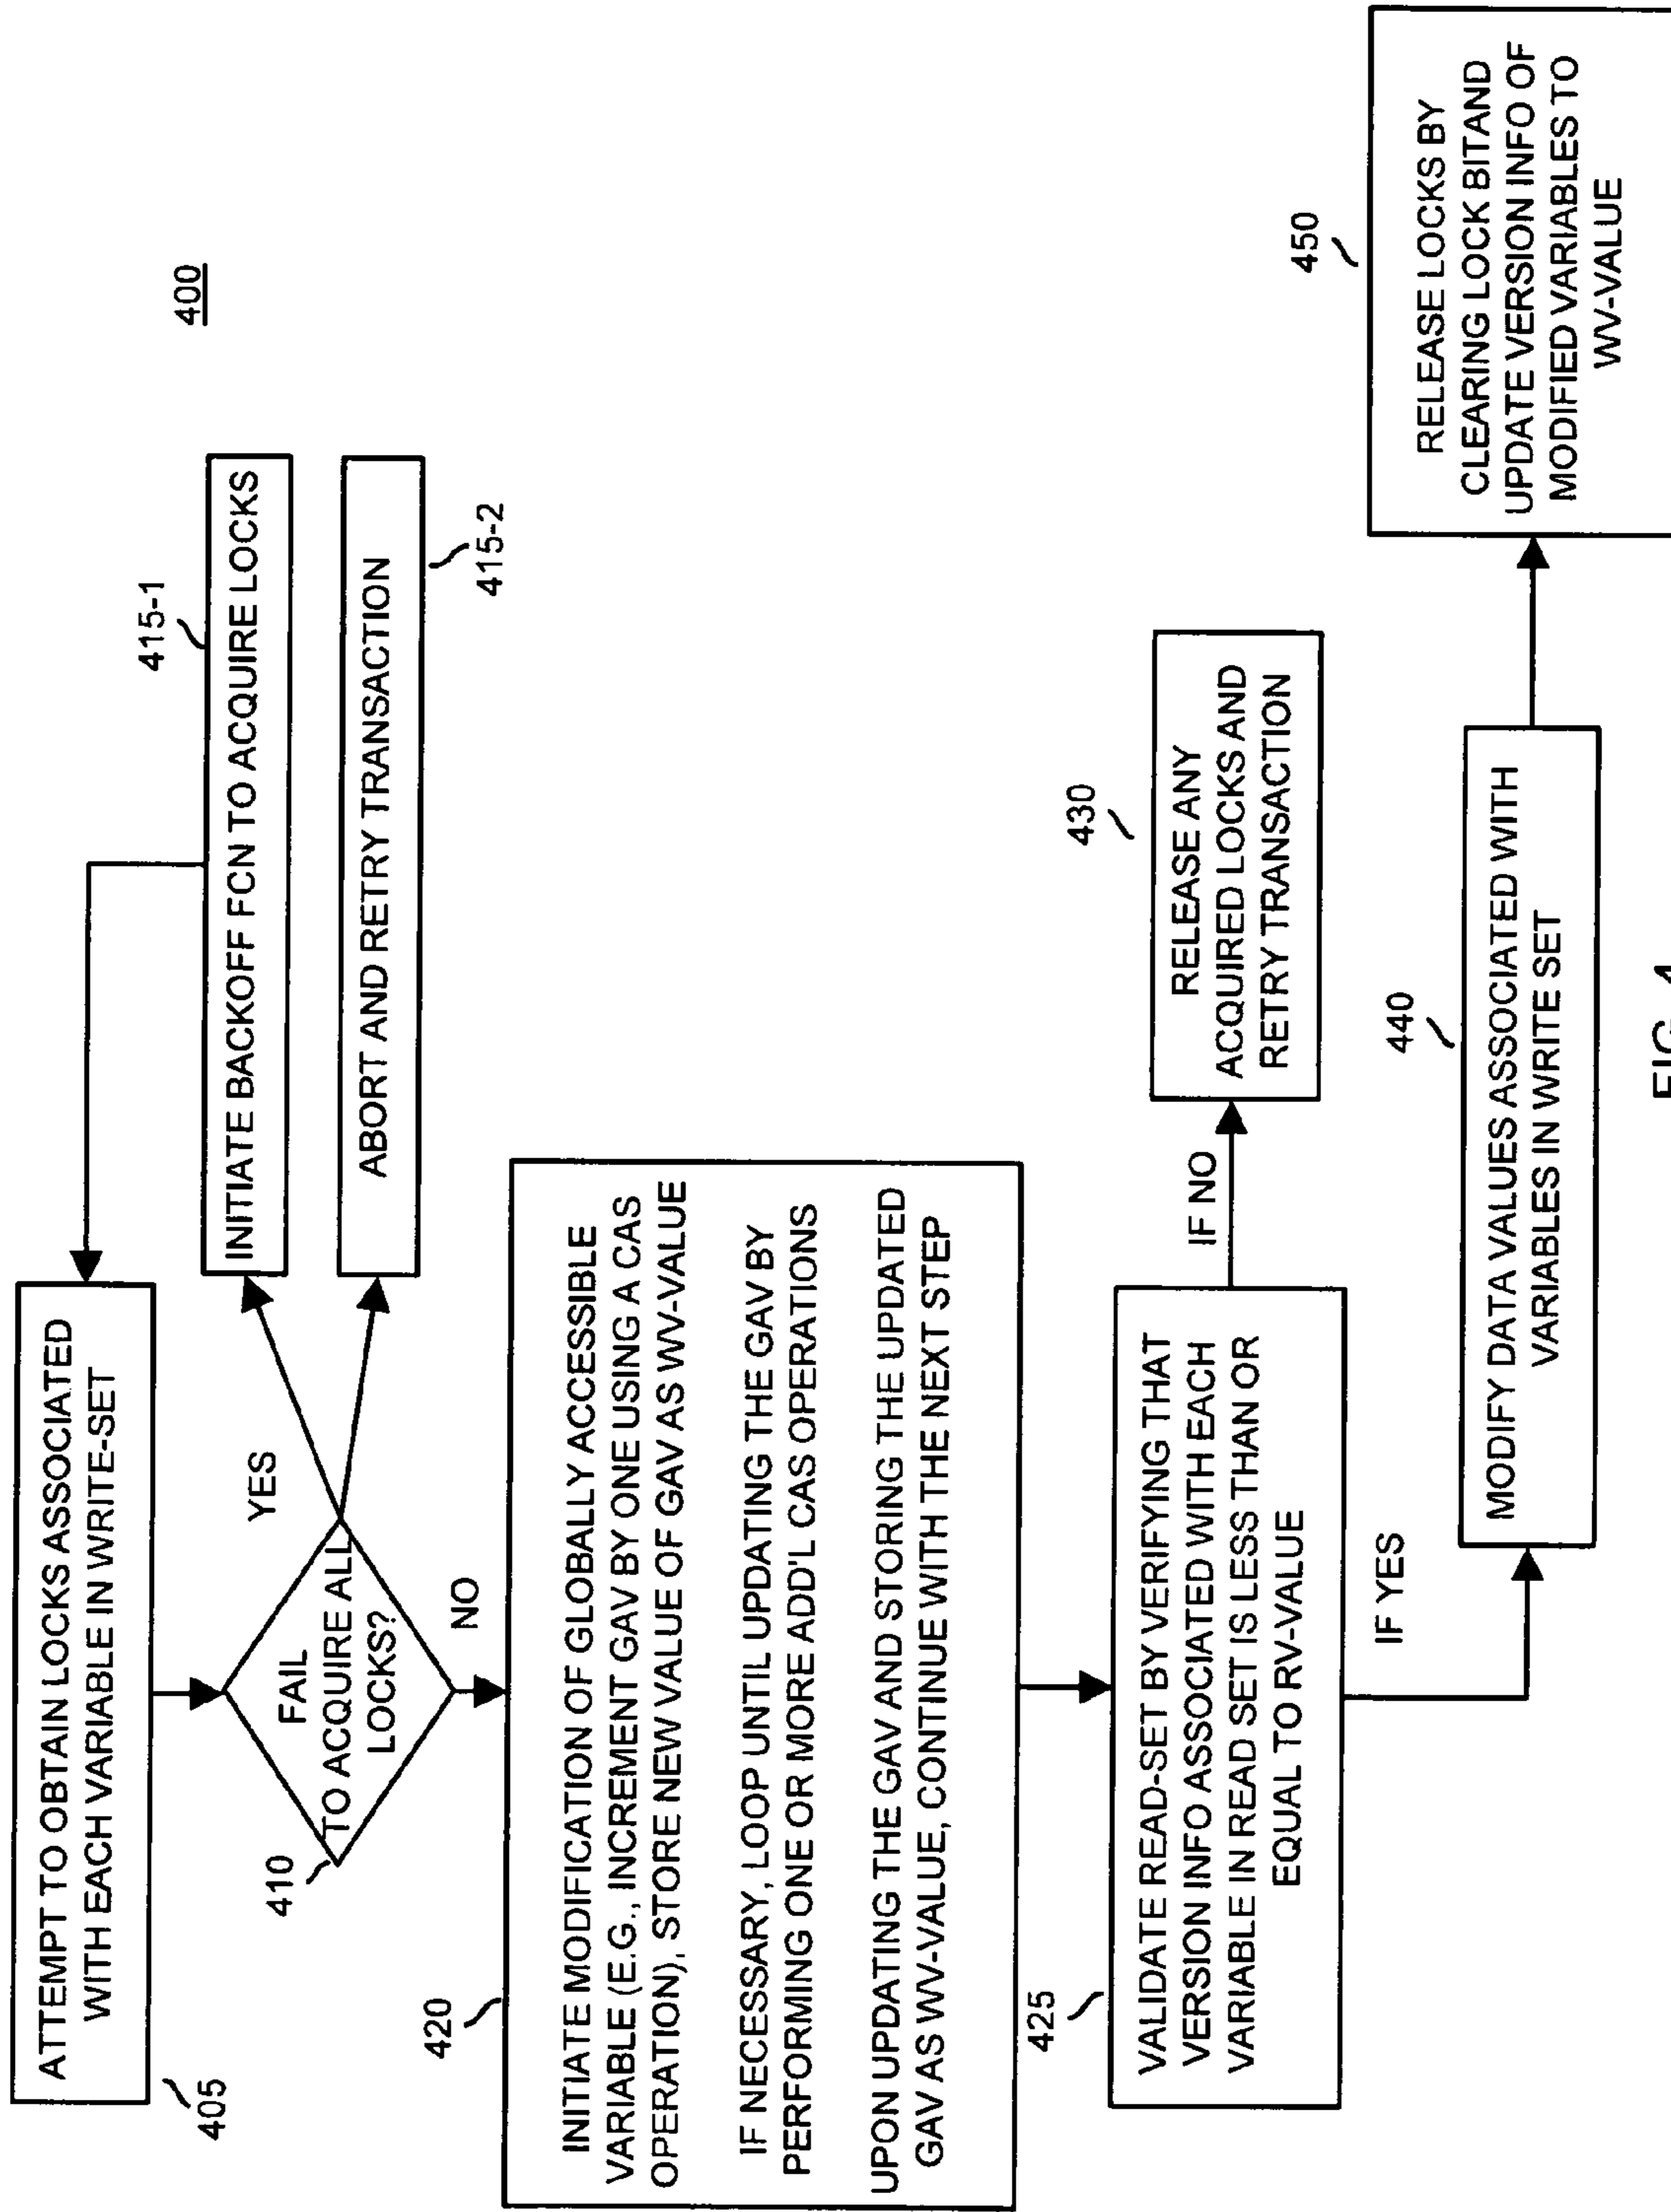 400
ATTEMPT TO OBTAIN LOCKS ASSOCIATED
WITH EACH VARIABLE IN WRITE-SET
405
FAIL
TO ACQUIRE ALL
LOCKS?
410
YES
NO
415-1
INITIATE BACKOFF FCN TO ACQUIRE LOCKS
ABORT AND RETRY TRANSACTION
415-2
420
INITIATE MODIFICATION OF GLOBALLY ACCESSIBLE
VARIABLE (E.G., INCREMENT GAV BY ONE USING A CAS
OPERATION), STORE NEW VALUE OF GAV AS WV-VALUE
IF NECESSARY, LOOP UNTIL UPDATING THE GAV BY
PERFORMING ONE OR MORE ADD'L CAS OPERATIONS
UPON UPDATING THE GAV AND STORING THE UPDATED
GAV AS WV-VALUE, CONTINUE WITH THE NEXT STEP
425
VALIDATE READ-SET BY VERIFYING THAT
VERSION INFO ASSOCIATED WITH EACH
VARIABLE IN READ SET IS LESS THAN OR
EQUAL TO RV-VALUE
IF NO
430
RELEASE ANY
ACQUIRED LOCKS AND
RETRY TRANSACTION
IF YES
440
MODIFY DATA VALUES ASSOCIATED WITH
VARIABLES IN WRITE SET
450
RELEASE LOCKS BY
CLEARING LOCK BITAND
UPDATE VERSION INFO OF
MODIFIED VARIABLES TO
WV-VALUE
FIG. 4